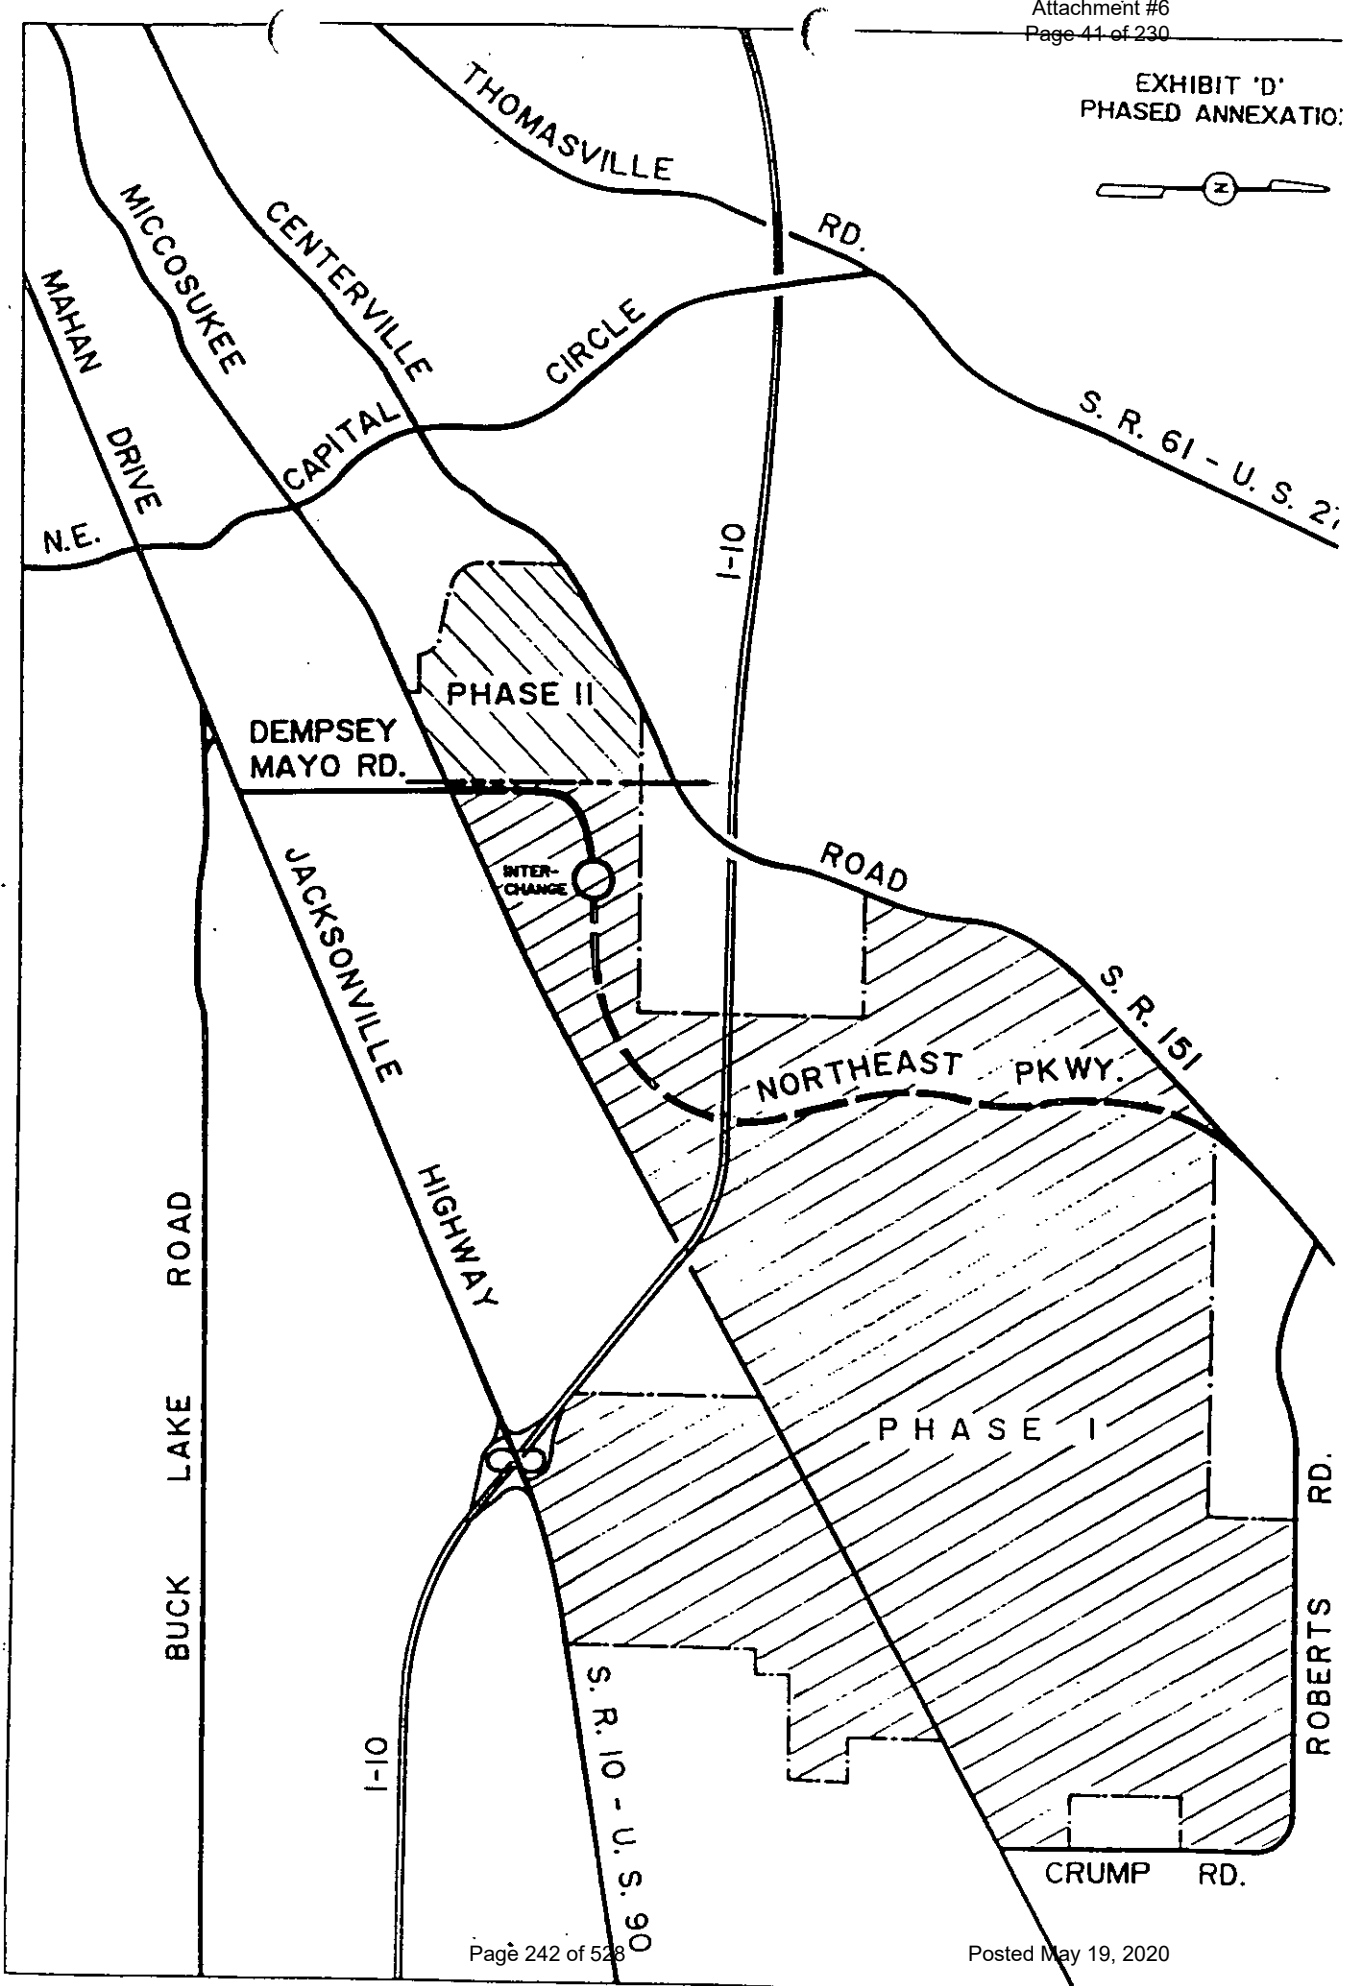 Attachment #6
Page 41 of 230
EXHIBIT 'D'
PHASED ANNEXATIO
N
THOMASVILLE
RD.
MICCOSUKEE
CENTERVILLE
MAHAN
DRIVE
CAPITAL
CIRCLE
N.E.
S. R. 61 - U. S. 2
I-10
PHASE II
DEMPSEY
MAYO RD.
INTER-
CHANGE
ROAD
JACKSONVILLE
HIGHWAY
S. R. 151
NORTHEAST PKWY.
BUCK LAKE ROAD
PHASE I
ROBERTS RD.
S. R. 10 - U. S. 90
I-10
CRUMP RD.
Page 242 of 528
Posted May 19, 2020